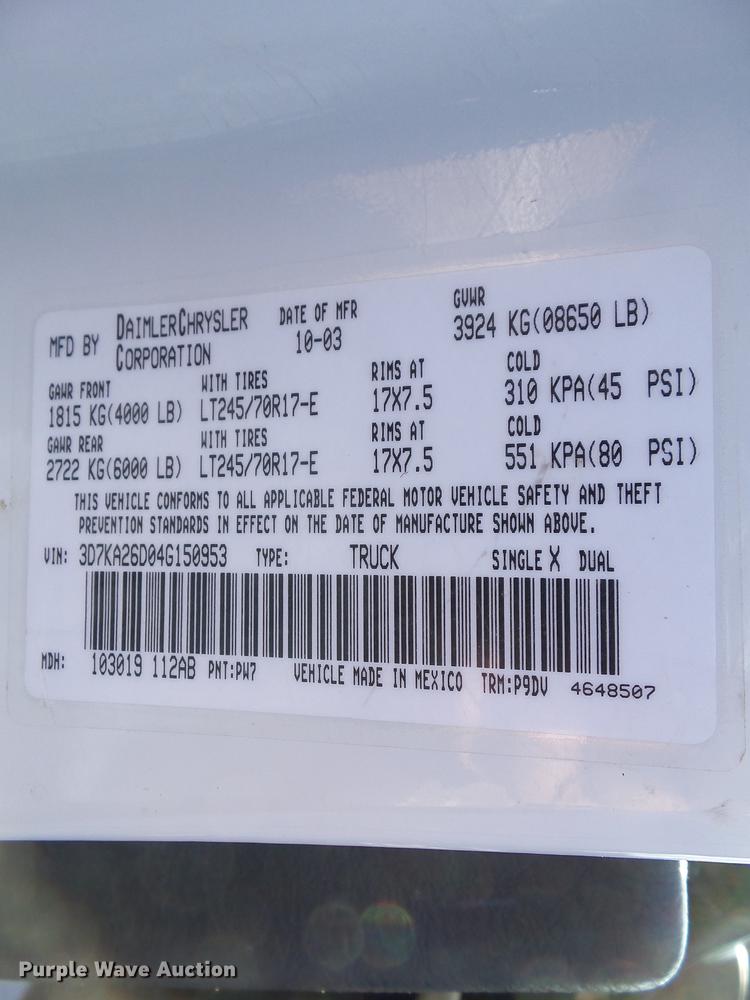 MFD BY DAIMLERCHRYSLER CORPORATION DATE OF MFR 10-03 GVWR 3924 KG(08650 LB)
GAWR FRONT WITH TIRES RIMS AT COLD
1815 KG(4000 LB) LT245/70R17-E 17X7.5 310 KPA(45 PSI)
GAWR REAR WITH TIRES RIMS AT COLD
2722 KG(6000 LB) LT245/70R17-E 17X7.5 551 KPA(80 PSI)
THIS VEHICLE CONFORMS TO ALL APPLICABLE FEDERAL MOTOR VEHICLE SAFETY AND THEFT
PREVENTION STANDARDS IN EFFECT ON THE DATE OF MANUFACTURE SHOWN ABOVE.
VIN: 3D7KA26D04G150953 TYPE: TRUCK SINGLE X DUAL
MDH: 103019 112AB PNT:PW7 VEHICLE MADE IN MEXICO TRM:P9DV 4648507
Purple Wave Auction